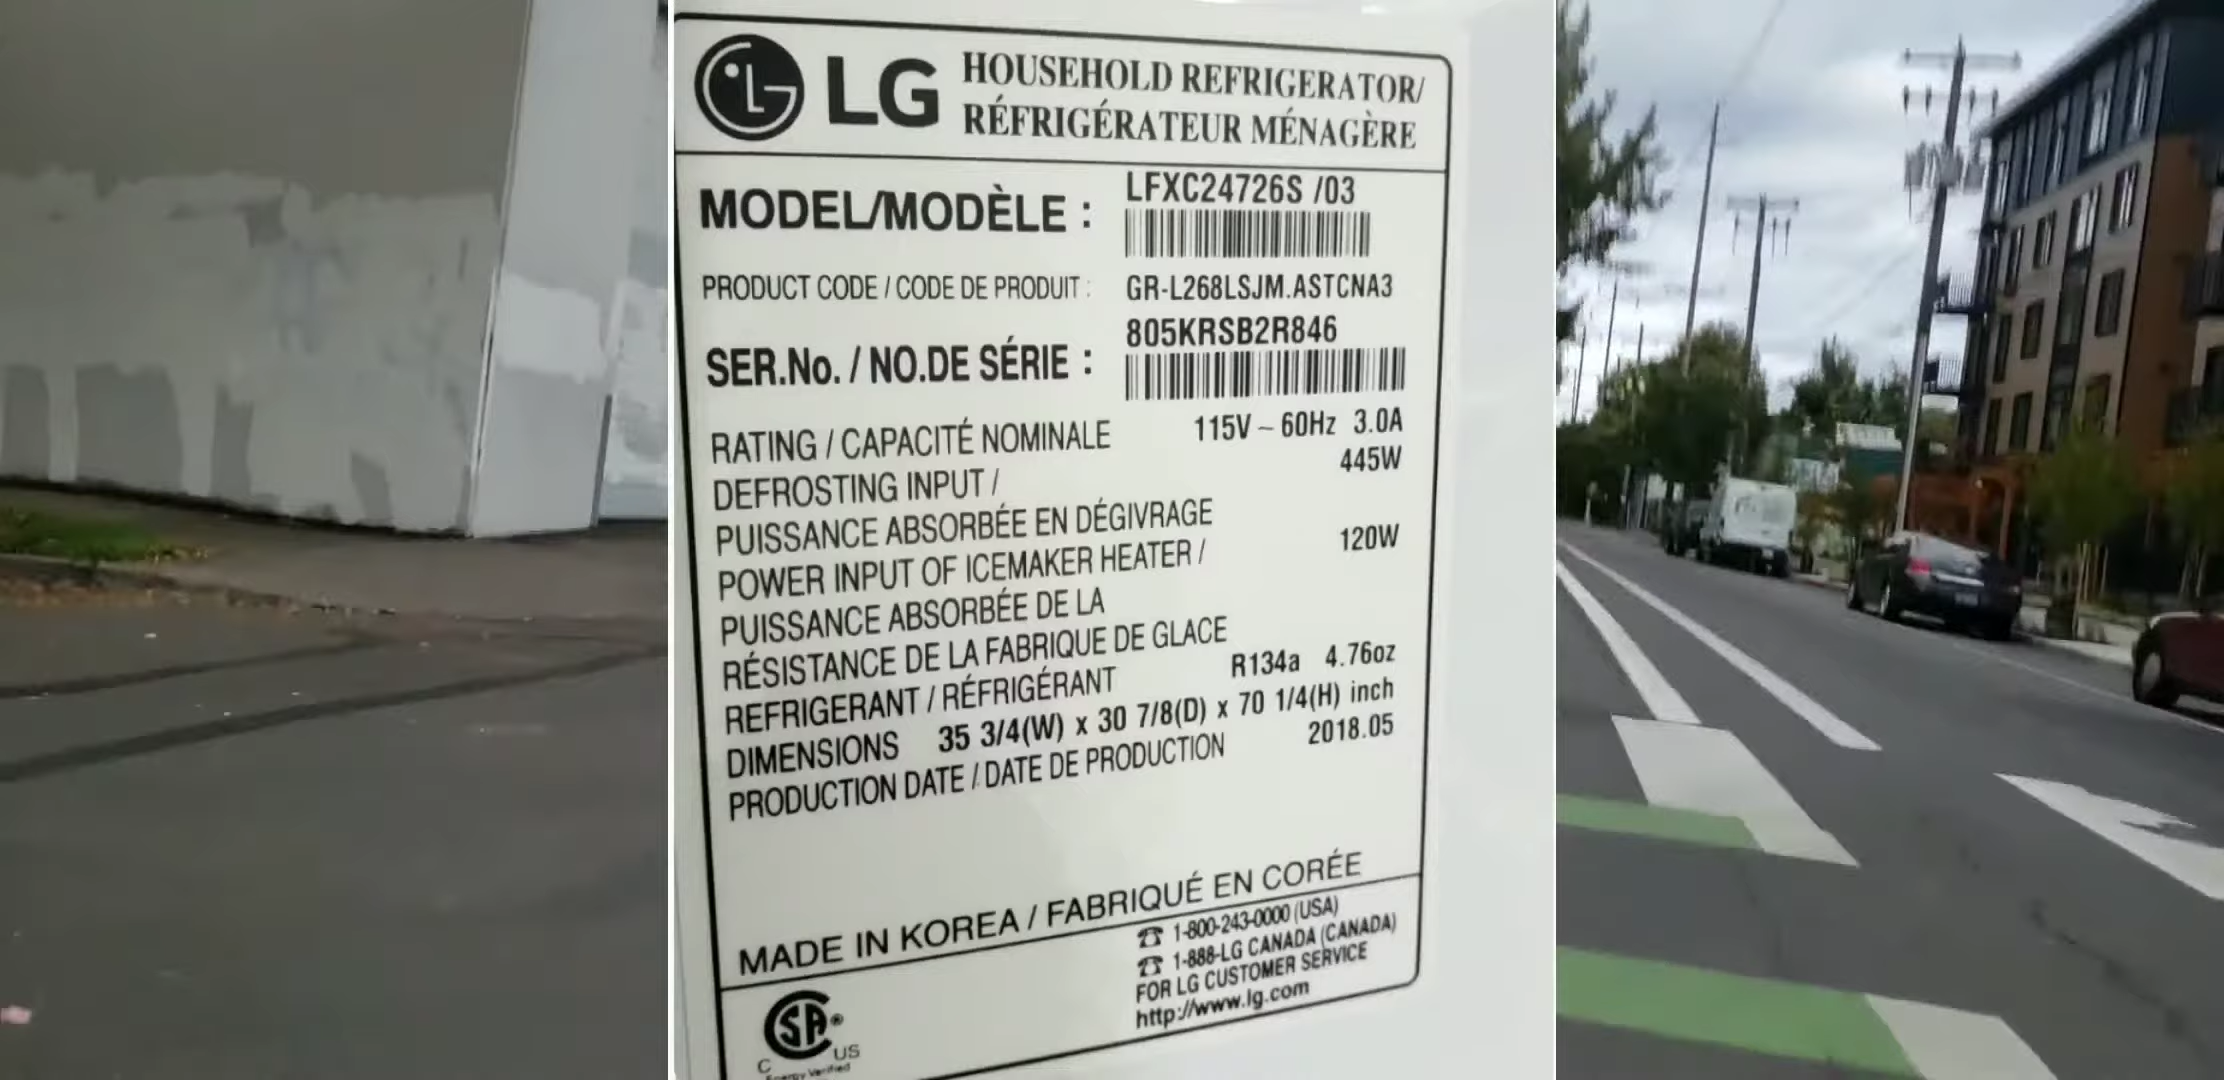 LG HOUSEHOLD REFRIGERATOR/
RÉFRIGÉRATEUR MÉNAGÈRE
MODEL/MODÈLE : LFXC24726S /03
PRODUCT CODE / CODE DE PRODUIT : GR-L268LSJM.ASTCNA3
SER.No. / NO.DE SÉRIE : 805KRSB2R846
RATING / CAPACITÉ NOMINALE 115V ~ 60Hz 3.0A
DEFROSTING INPUT / 445W
PUISSANCE ABSORBÉE EN DÉGIVRAGE
POWER INPUT OF ICEMAKER HEATER / 120W
PUISSANCE ABSORBÉE DE LA
RÉSISTANCE DE LA FABRIQUE DE GLACE
REFRIGERANT / RÉFRIGÉRANT R134a 4.76oz
DIMENSIONS 35 3/4(W) x 30 7/8(D) x 70 1/4(H) inch
PRODUCTION DATE / DATE DE PRODUCTION 2018.05
MADE IN KOREA / FABRIQUÉ EN CORÉE
☎ 1-800-243-0000 (USA)
☎ 1-888-LG CANADA (CANADA)
FOR LG CUSTOMER SERVICE
http://www.lg.com
C SA® US
Energy Verified